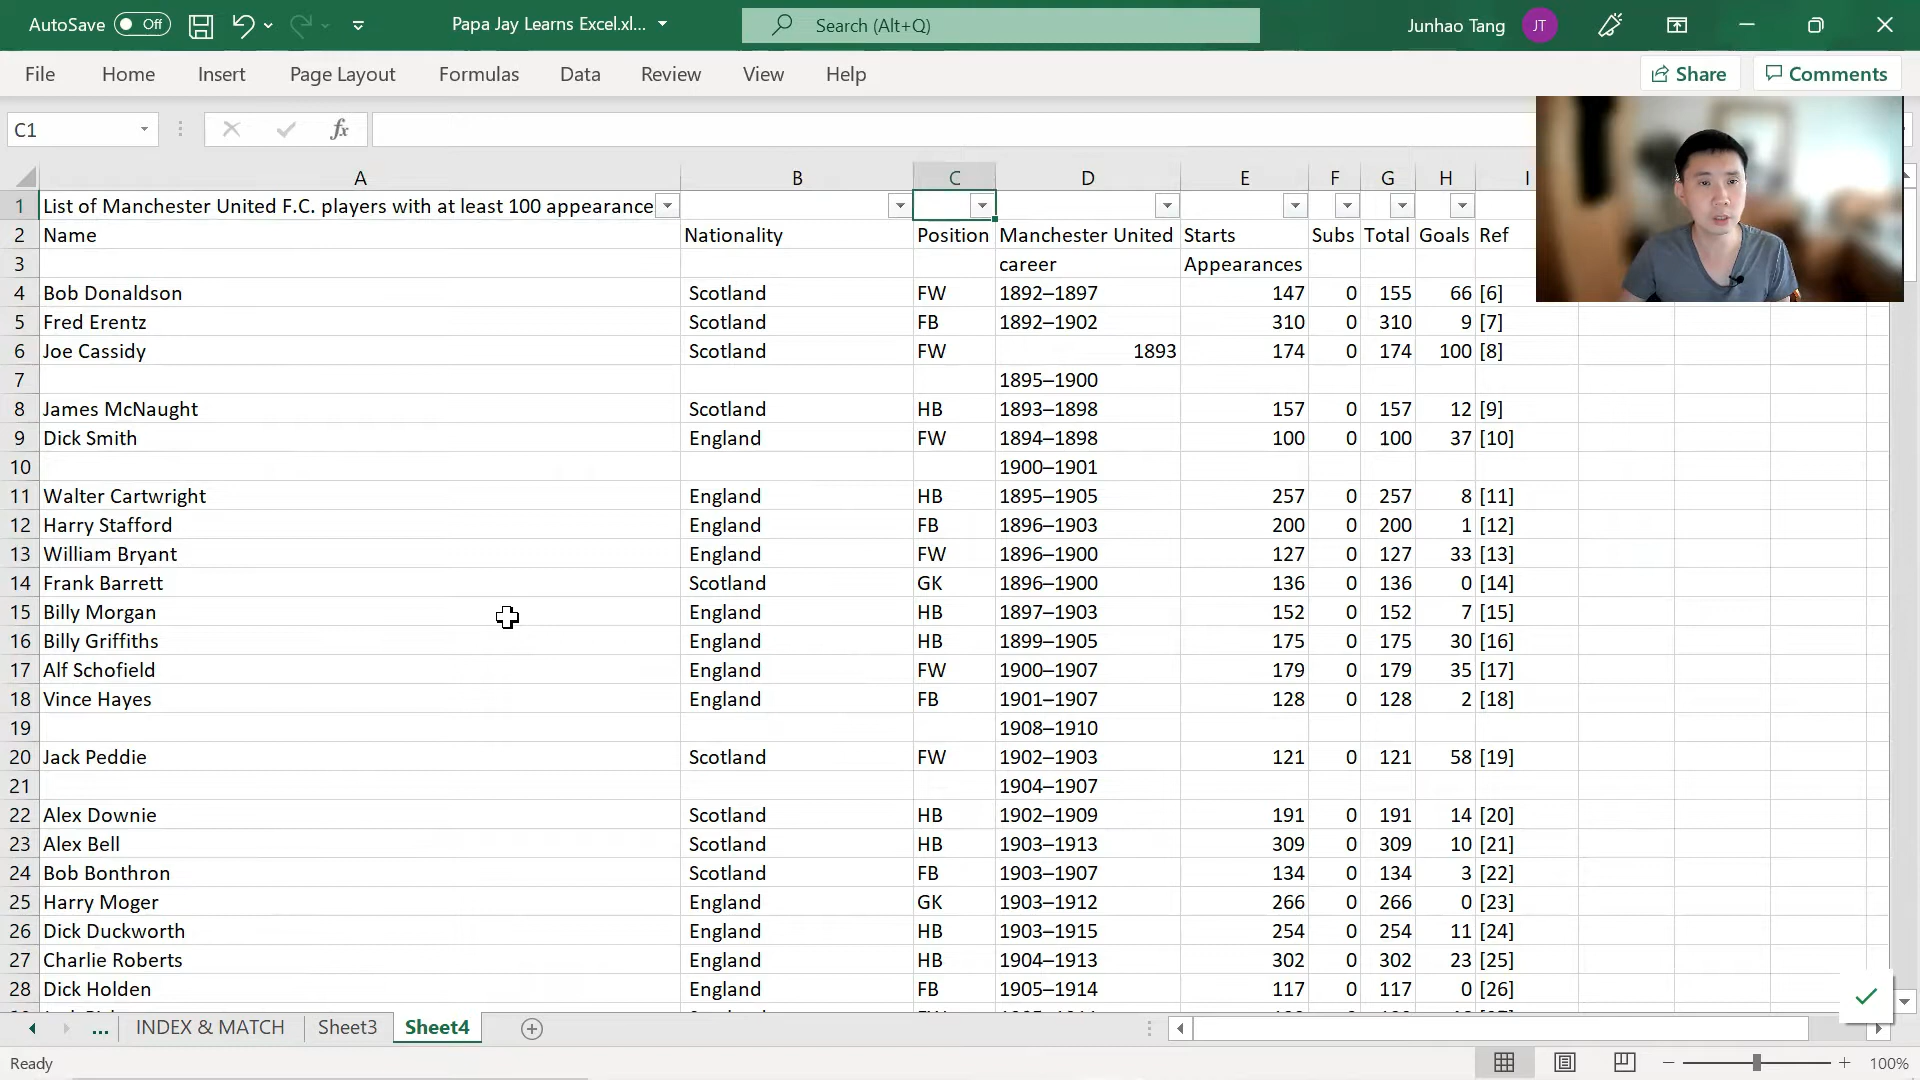 AutoSave Off Papa Jay Learns Excel.xl... Search (Alt+Q) Junhao Tang JT
File Home Insert Page Layout Formulas Data Review View Help Share Comments
C1 fx
A B C D E F G H I
1 List of Manchester United F.C. players with at least 100 appearance
2 Name Nationality Position Manchester United Starts Subs Total Goals Ref
3 career Appearances
4 Bob Donaldson Scotland FW 1892–1897 147 0 155 66 [6]
5 Fred Erentz Scotland FB 1892–1902 310 0 310 9 [7]
6 Joe Cassidy Scotland FW 1893 174 0 174 100 [8]
7 1895–1900
8 James McNaught Scotland HB 1893–1898 157 0 157 12 [9]
9 Dick Smith England FW 1894–1898 100 0 100 37 [10]
10 1900–1901
11 Walter Cartwright England HB 1895–1905 257 0 257 8 [11]
12 Harry Stafford England FB 1896–1903 200 0 200 1 [12]
13 William Bryant England FW 1896–1900 127 0 127 33 [13]
14 Frank Barrett Scotland GK 1896–1900 136 0 136 0 [14]
15 Billy Morgan England HB 1897–1903 152 0 152 7 [15]
16 Billy Griffiths England HB 1899–1905 175 0 175 30 [16]
17 Alf Schofield England FW 1900–1907 179 0 179 35 [17]
18 Vince Hayes England FB 1901–1907 128 0 128 2 [18]
19 1908–1910
20 Jack Peddie Scotland FW 1902–1903 121 0 121 58 [19]
21 1904–1907
22 Alex Downie Scotland HB 1902–1909 191 0 191 14 [20]
23 Alex Bell Scotland HB 1903–1913 309 0 309 10 [21]
24 Bob Bonthron Scotland FB 1903–1907 134 0 134 3 [22]
25 Harry Moger England GK 1903–1912 266 0 266 0 [23]
26 Dick Duckworth England HB 1903–1915 254 0 254 11 [24]
27 Charlie Roberts England HB 1904–1913 302 0 302 23 [25]
28 Dick Holden England FB 1905–1914 117 0 117 0 [26]
... INDEX & MATCH Sheet3 Sheet4
Ready 100%